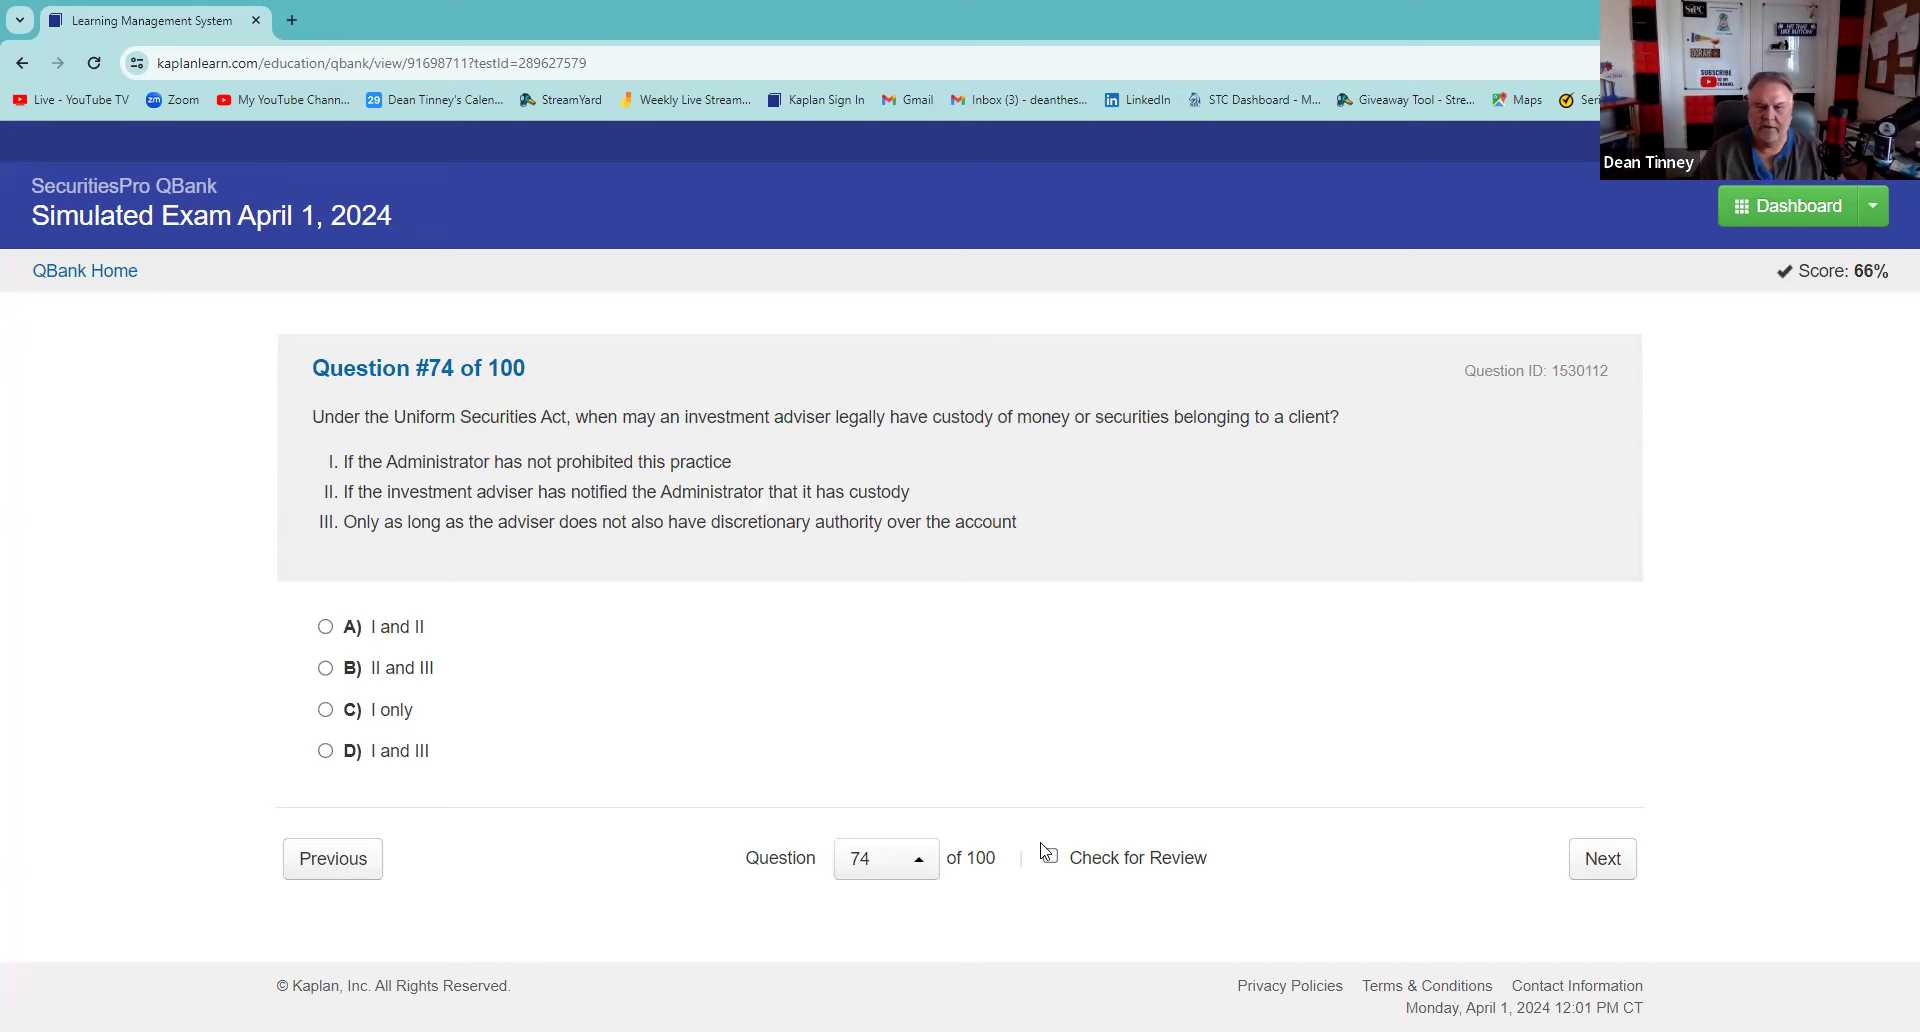 Learning Management System
kaplanlearn.com/education/qbank/view/91698711?testId=289627579
Live - YouTube TV
Zoom
My YouTube Chann...
Dean Tinney's Calen...
StreamYard
Weekly Live Stream...
Kaplan Sign In
Gmail
Inbox (3) - deanthes...
LinkedIn
STC Dashboard - M...
Giveaway Tool - Stre...
Maps
Seri
SIPC
HIT THAT
LIKE BUTTON!
SUBSCRIBE
Dean Tinney
SecuritiesPro QBank
Simulated Exam April 1, 2024
Dashboard
QBank Home
Score: 66%
Question #74 of 100
Question ID: 1530112
Under the Uniform Securities Act, when may an investment adviser legally have custody of money or securities belonging to a client?
I. If the Administrator has not prohibited this practice
II. If the investment adviser has notified the Administrator that it has custody
III. Only as long as the adviser does not also have discretionary authority over the account
A) I and II
B) II and III
C) I only
D) I and III
Previous
Question 74 of 100
Check for Review
Next
© Kaplan, Inc. All Rights Reserved.
Privacy Policies Terms & Conditions Contact Information
Monday, April 1, 2024 12:01 PM CT